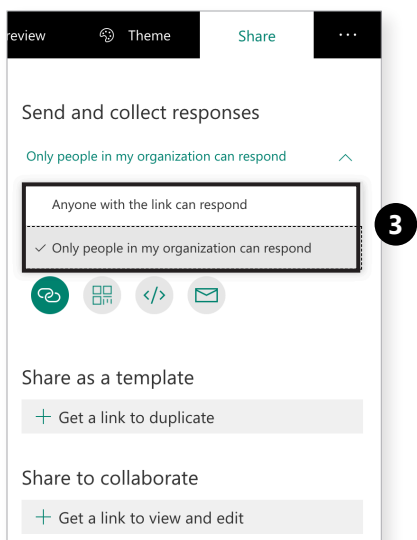 review Theme Share ...
Send and collect responses
Only people in my organization can respond
Anyone with the link can respond
3
Only people in my organization can respond
</>
Share as a template
+ Get a link to duplicate
Share to collaborate
+ Get a link to view and edit